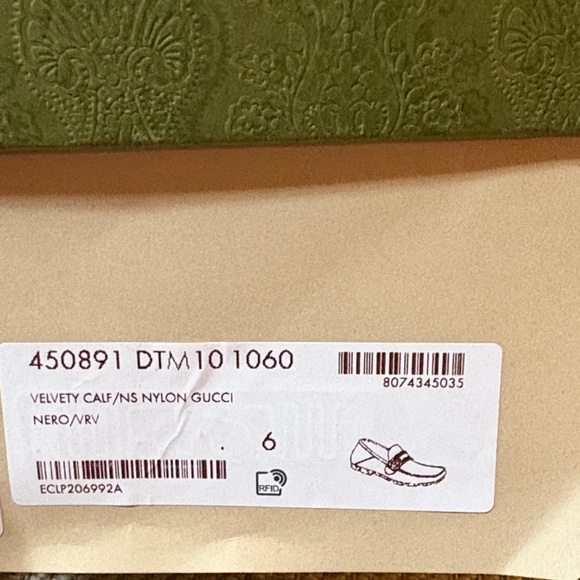 450891 DTM10 1060
8074345035
VELVETY CALF/NS NYLON GUCCI
NERO/VRV
6
ECLP206992A
RFID